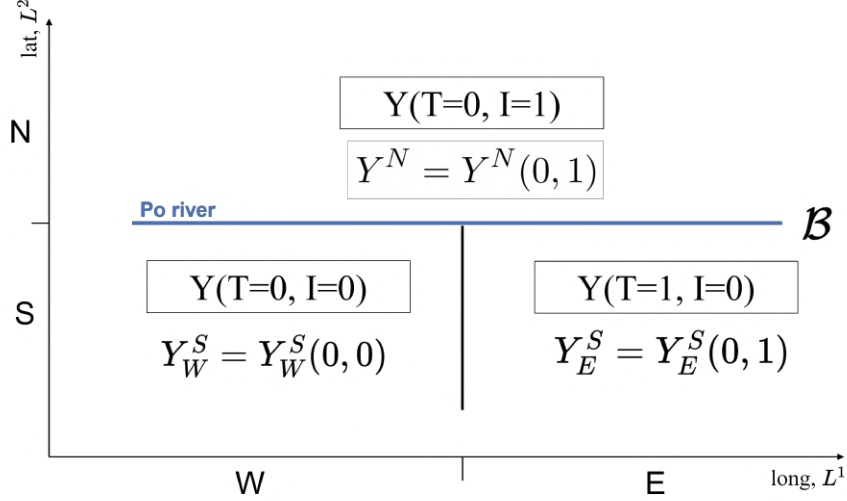 lat, L²
N
Y(T=0, I=1)
Y^N = Y^N(0, 1)
Po river
ℬ
S
Y(T=0, I=0)
Y(T=1, I=0)
Y_W^S = Y_W^S(0, 0)
Y_E^S = Y_E^S(0, 1)
W
E
long, L¹